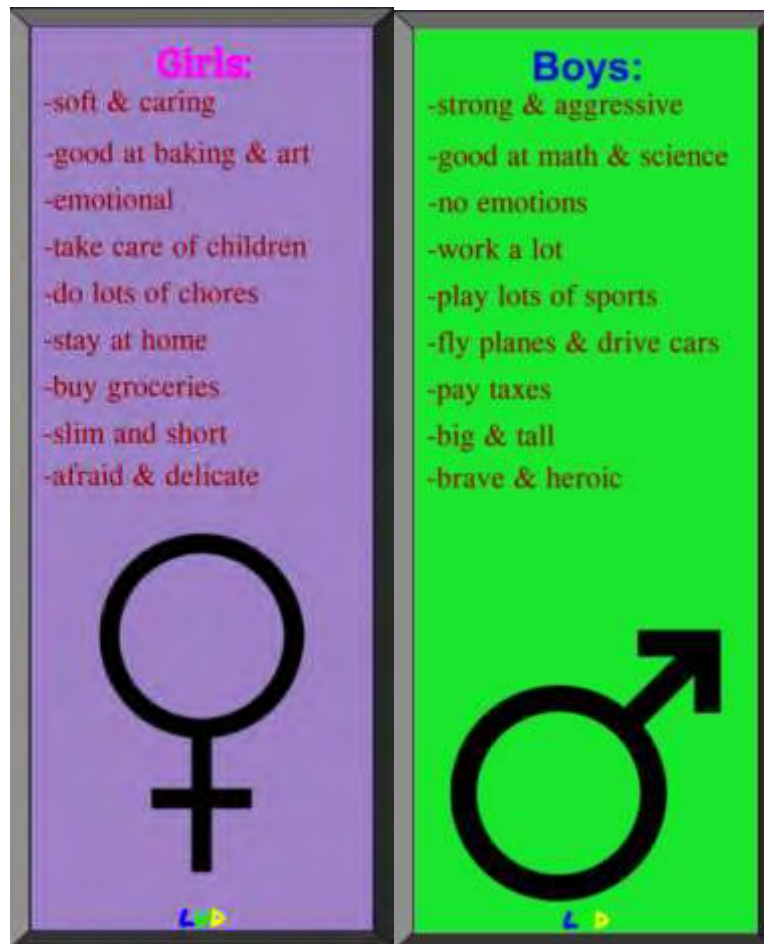 Girls:
-soft & caring
-good at baking & art
-emotional
-take care of children
-do lots of chores
-stay at home
-buy groceries
-slim and short
-afraid & delicate
L D
Boys:
-strong & aggressive
-good at math & science
-no emotions
-work a lot
-play lots of sports
-fly planes & drive cars
-pay taxes
-big & tall
-brave & heroic
L D